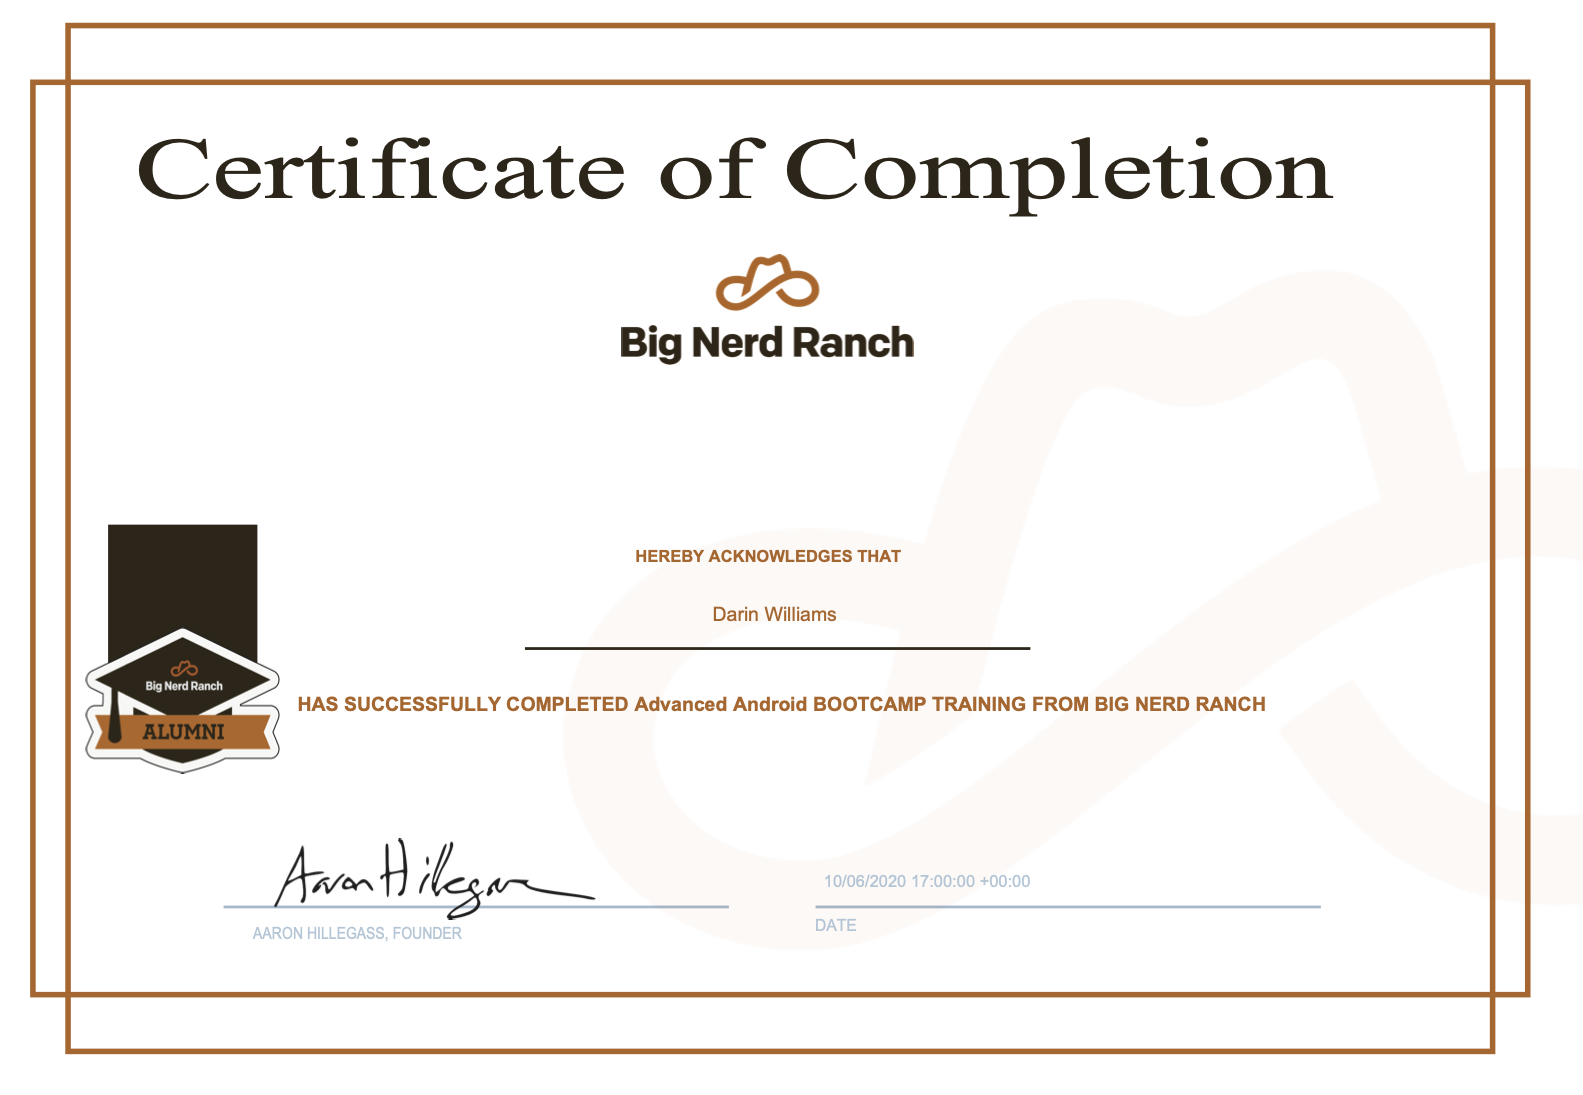 Certificate of Completion
Big Nerd Ranch
HEREBY ACKNOWLEDGES THAT
Darin Williams
HAS SUCCESSFULLY COMPLETED Advanced Android BOOTCAMP TRAINING FROM BIG NERD RANCH
Big Nerd Ranch
ALUMNI
Aaron Hillegass
AARON HILLEGASS, FOUNDER
10/06/2020 17:00:00 +00:00
DATE